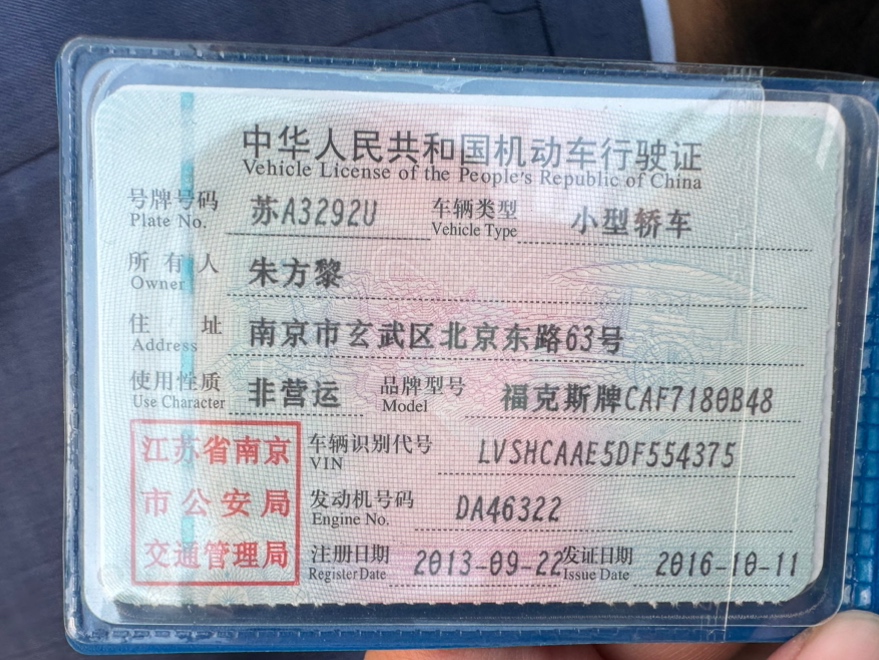 中华人民共和国机动车行驶证
Vehicle License of the People's Republic of China
号牌号码 苏A3292U 车辆类型 小型轿车
Plate No. Vehicle Type
所有人 朱方黎
Owner
住址 南京市玄武区北京东路63号
Address
使用性质 非营运 品牌型号 福克斯牌CAF7180B48
Use Character Model
江苏省南京 车辆识别代号 LVSHCAAE5DF554375
VIN
市公安局 发动机号码 DA46322
Engine No.
交通管理局 注册日期 2013-09-22 发证日期 2016-10-11
Register Date Issue Date